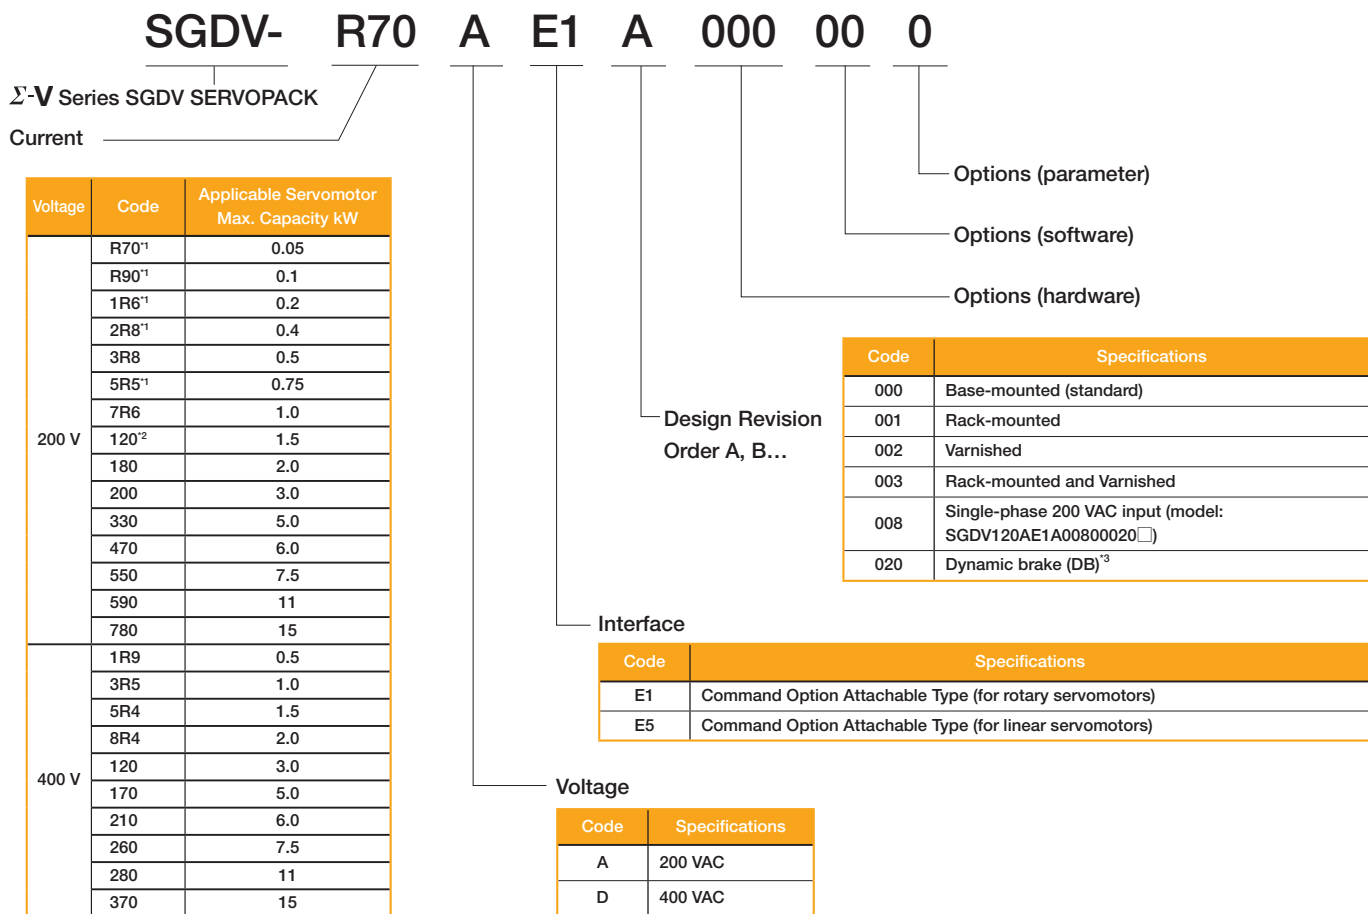 SGDV- R70 A E1 A 000 00 0
Σ-V Series SGDV SERVOPACK
Current
Voltage Code Applicable Servomotor Max. Capacity kW
200 V
R70*1 0.05
R90*1 0.1
1R6*1 0.2
2R8*1 0.4
3R8 0.5
5R5*1 0.75
7R6 1.0
120*2 1.5
180 2.0
200 3.0
330 5.0
470 6.0
550 7.5
590 11
780 15
400 V
1R9 0.5
3R5 1.0
5R4 1.5
8R4 2.0
120 3.0
170 5.0
210 6.0
260 7.5
280 11
370 15
Options (parameter)
Options (software)
Options (hardware)
Code Specifications
000 Base-mounted (standard)
001 Rack-mounted
002 Varnished
003 Rack-mounted and Varnished
008 Single-phase 200 VAC input (model:
SGDV120AE1A00800020□)
020 Dynamic brake (DB)*3
Design Revision
Order A, B…
Interface
Code Specifications
E1 Command Option Attachable Type (for rotary servomotors)
E5 Command Option Attachable Type (for linear servomotors)
Voltage
Code Specifications
A 200 VAC
D 400 VAC